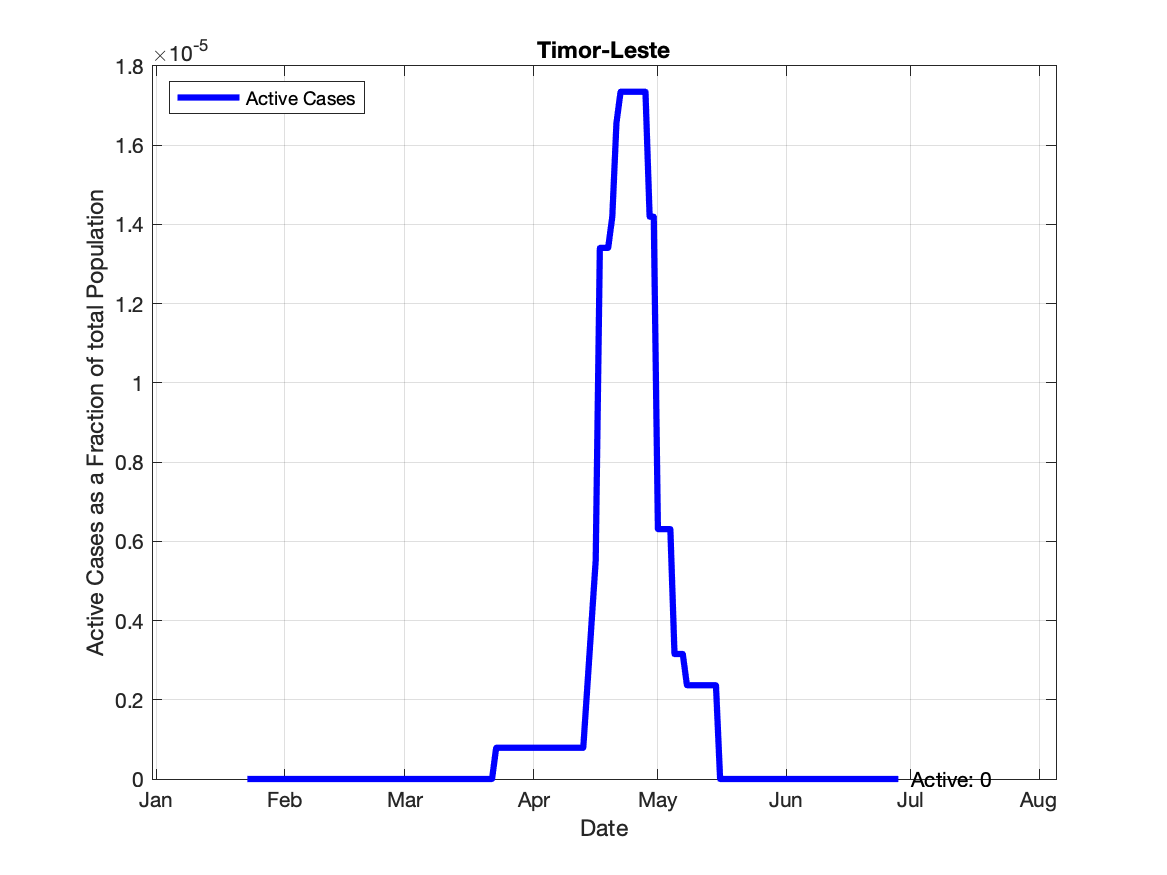 Timor-Leste
×10-5
Active Cases
1.8
1.6
1.4
1.2
1
0.8
0.6
0.4
0.2
0
Active Cases as a Fraction of total Population
Active: 0
Jan Feb Mar Apr May Jun Jul Aug
Date